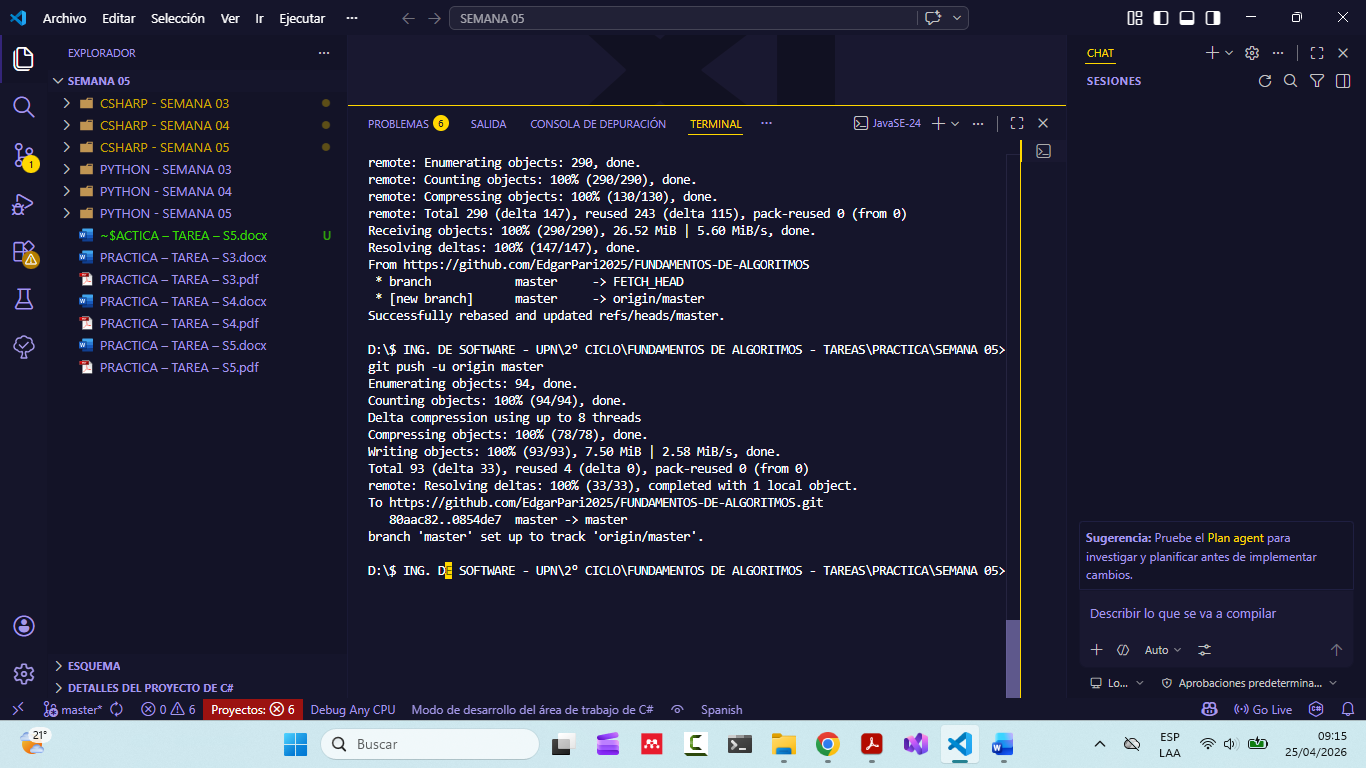 Archivo Editar Selección Ver Ir Ejecutar ···
SEMANA 05
EXPLORADOR ···
SEMANA 05
CSHARP - SEMANA 03
CSHARP - SEMANA 04
CSHARP - SEMANA 05
PYTHON - SEMANA 03
PYTHON - SEMANA 04
PYTHON - SEMANA 05
~$ACTICA – TAREA – S5.docx U
PRACTICA – TAREA – S3.docx
PRACTICA – TAREA – S3.pdf
PRACTICA – TAREA – S4.docx
PRACTICA – TAREA – S4.pdf
PRACTICA – TAREA – S5.docx
PRACTICA – TAREA – S5.pdf
ESQUEMA
DETALLES DEL PROYECTO DE C#
1
PROBLEMAS 6 SALIDA CONSOLA DE DEPURACIÓN TERMINAL ··· JavaSE-24 ···
remote: Enumerating objects: 290, done.
remote: Counting objects: 100% (290/290), done.
remote: Compressing objects: 100% (130/130), done.
remote: Total 290 (delta 147), reused 243 (delta 115), pack-reused 0 (from 0)
Receiving objects: 100% (290/290), 26.52 MiB | 5.60 MiB/s, done.
Resolving deltas: 100% (147/147), done.
From https://github.com/EdgarPari2025/FUNDAMENTOS-DE-ALGORITMOS
* branch master -> FETCH_HEAD
* [new branch] master -> origin/master
Successfully rebased and updated refs/heads/master.
D:\$ ING. DE SOFTWARE - UPN\2º CICLO\FUNDAMENTOS DE ALGORITMOS - TAREAS\PRACTICA\SEMANA 05>
git push -u origin master
Enumerating objects: 94, done.
Counting objects: 100% (94/94), done.
Delta compression using up to 8 threads
Compressing objects: 100% (78/78), done.
Writing objects: 100% (93/93), 7.50 MiB | 2.58 MiB/s, done.
Total 93 (delta 33), reused 4 (delta 0), pack-reused 0 (from 0)
remote: Resolving deltas: 100% (33/33), completed with 1 local object.
To https://github.com/EdgarPari2025/FUNDAMENTOS-DE-ALGORITMOS.git
80aac82..0854de7 master -> master
branch 'master' set up to track 'origin/master'.
D:\$ ING. DE SOFTWARE - UPN\2º CICLO\FUNDAMENTOS DE ALGORITMOS - TAREAS\PRACTICA\SEMANA 05>
CHAT ···
SESIONES
Sugerencia: Pruebe el Plan agent para
investigar y planificar antes de implementar
cambios.
Describir lo que se va a compilar
Auto
Lo... Aprobaciones predetermina...
master* 0 6 Proyectos: 6 Debug Any CPU Modo de desarrollo del área de trabajo de C# Spanish Go Live
21°
Buscar
ESP
LAA
09:15
25/04/2026